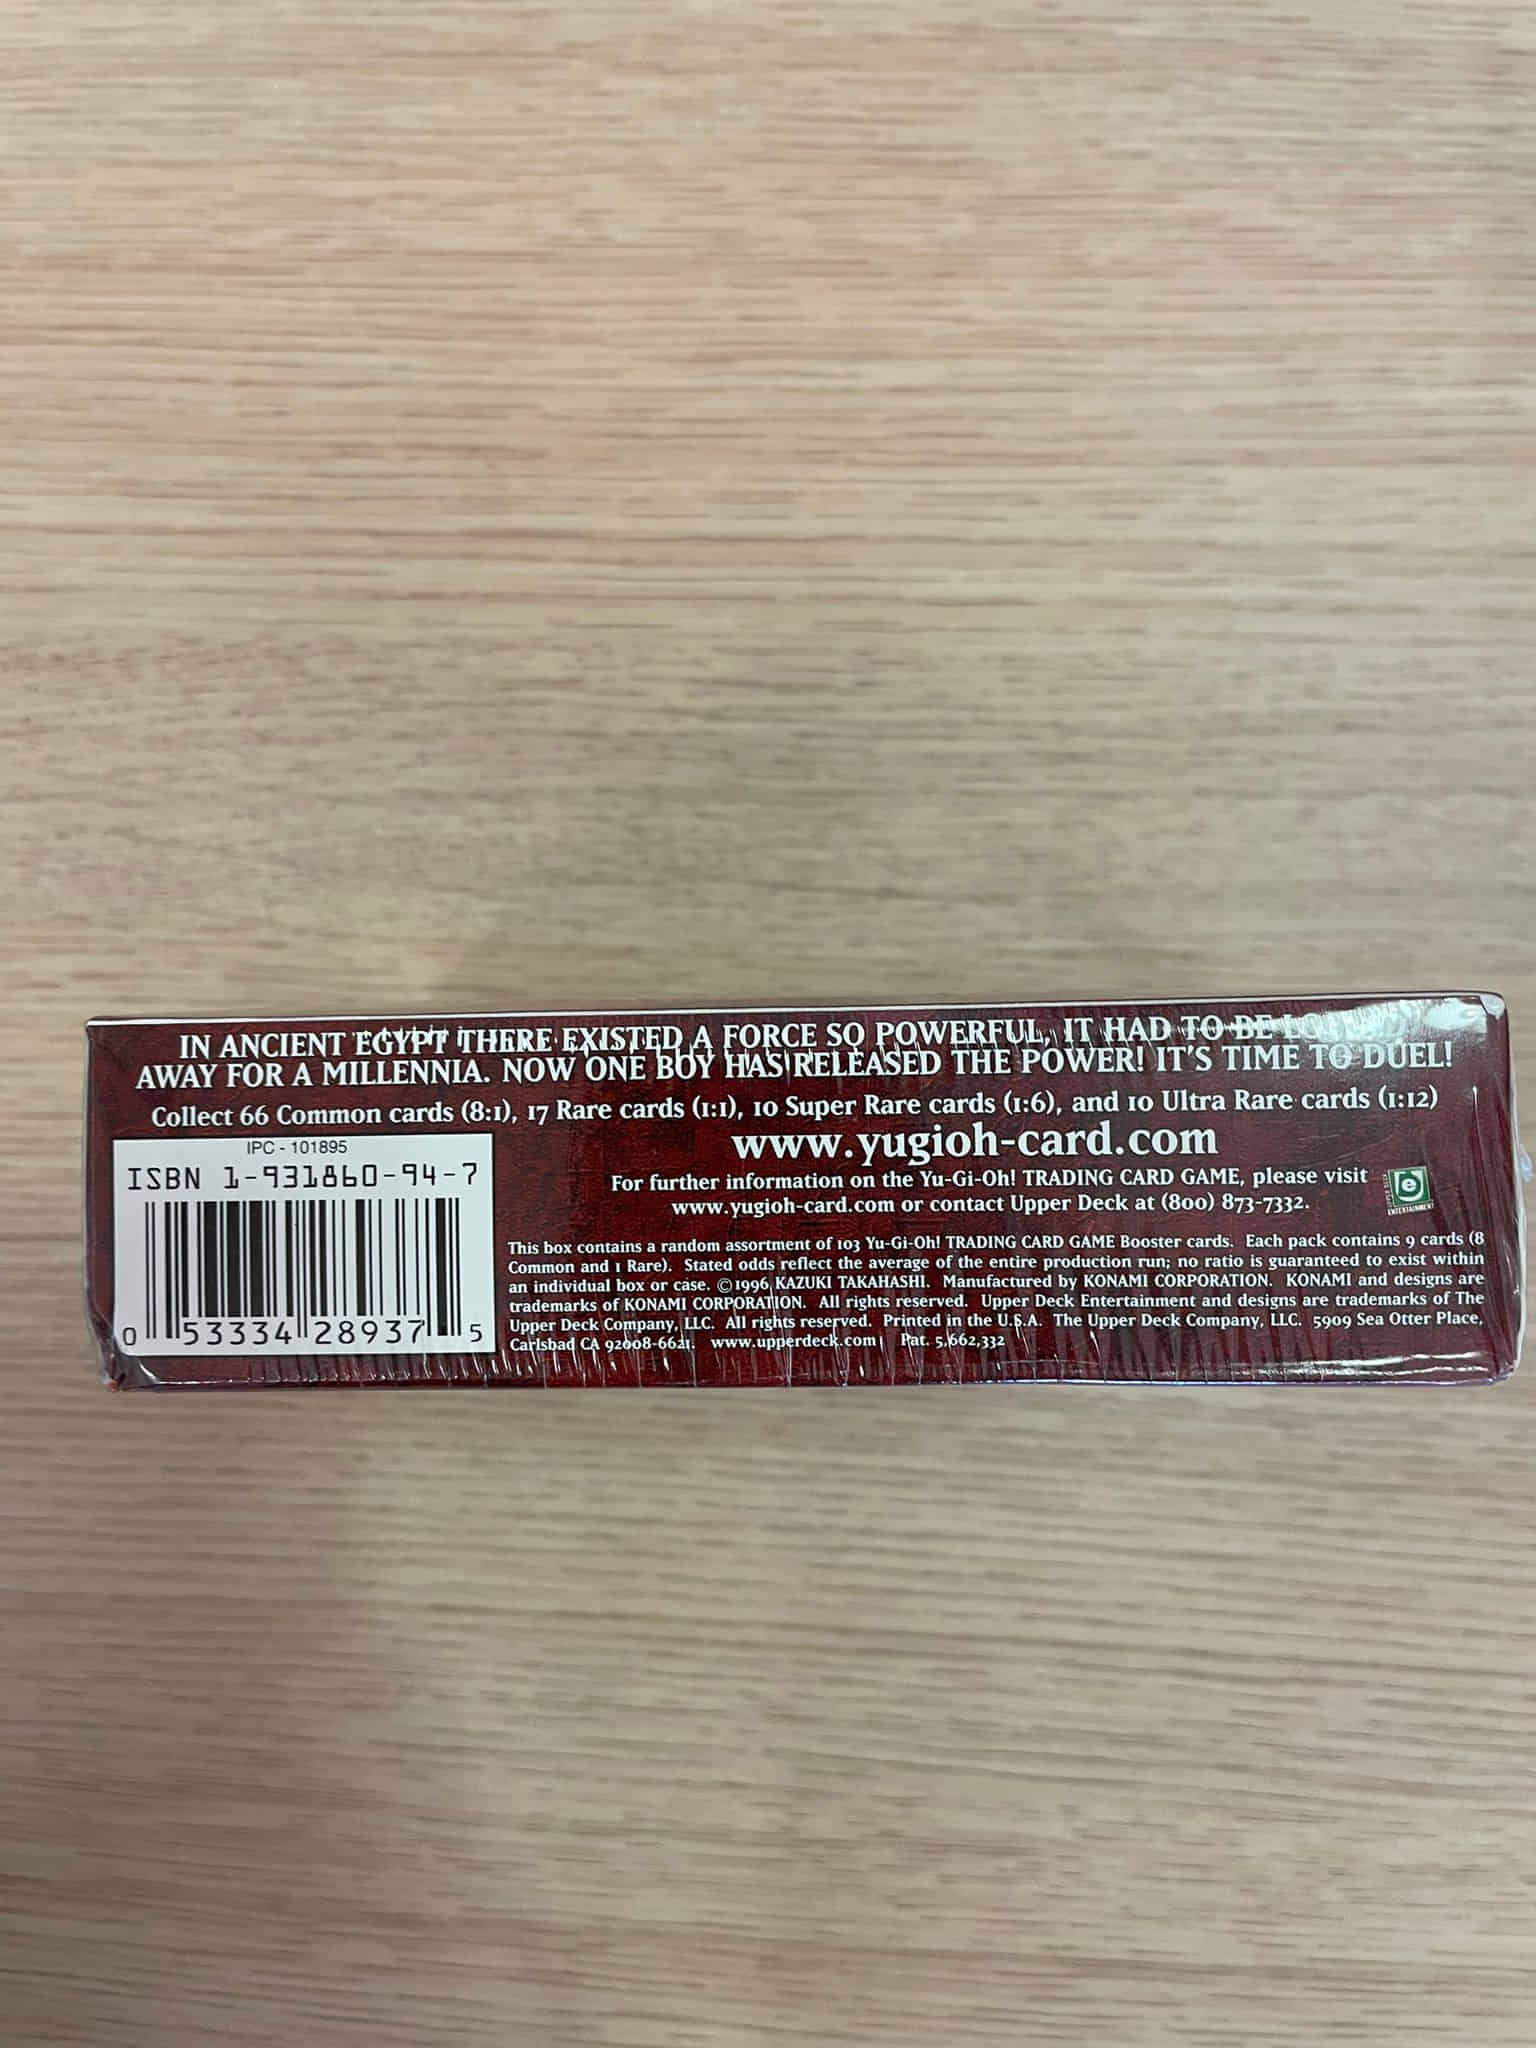 IN ANCIENT EGYPT THERE EXISTED A FORCE SO POWERFUL, IT HAD TO BE
AWAY FOR A MILLENNIA. NOW ONE BOY HAS RELEASED THE POWER! IT'S TIME TO DUEL!
Collect 66 Common cards (8:1), 17 Rare cards (1:1), 10 Super Rare cards (1:6), and 10 Ultra Rare cards (1:12)
www.yugioh-card.com
For further information on the Yu-Gi-Oh! TRADING CARD GAME, please visit
www.yugioh-card.com or contact Upper Deck at (800) 873-7332.
UPPER DECK
e
ENTERTAINMENT
IPC - 101895
ISBN 1-931860-94-7
0 53334 28937 5
This box contains a random assortment of 103 Yu-Gi-Oh! TRADING CARD GAME Booster cards. Each pack contains 9 cards (8
Common and 1 Rare). Stated odds reflect the average of the entire production run; no ratio is guaranteed to exist within
an individual box or case. © 1996 KAZUKI TAKAHASHI. Manufactured by KONAMI CORPORATION. KONAMI and designs are
trademarks of KONAMI CORPORATION. All rights reserved. Upper Deck Entertainment and designs are trademarks of The
Upper Deck Company, LLC. All rights reserved. Printed in the U.S.A. The Upper Deck Company, LLC. 5909 Sea Otter Place,
Carlsbad CA 92008-6621. www.upperdeck.com Pat. 5,662,332